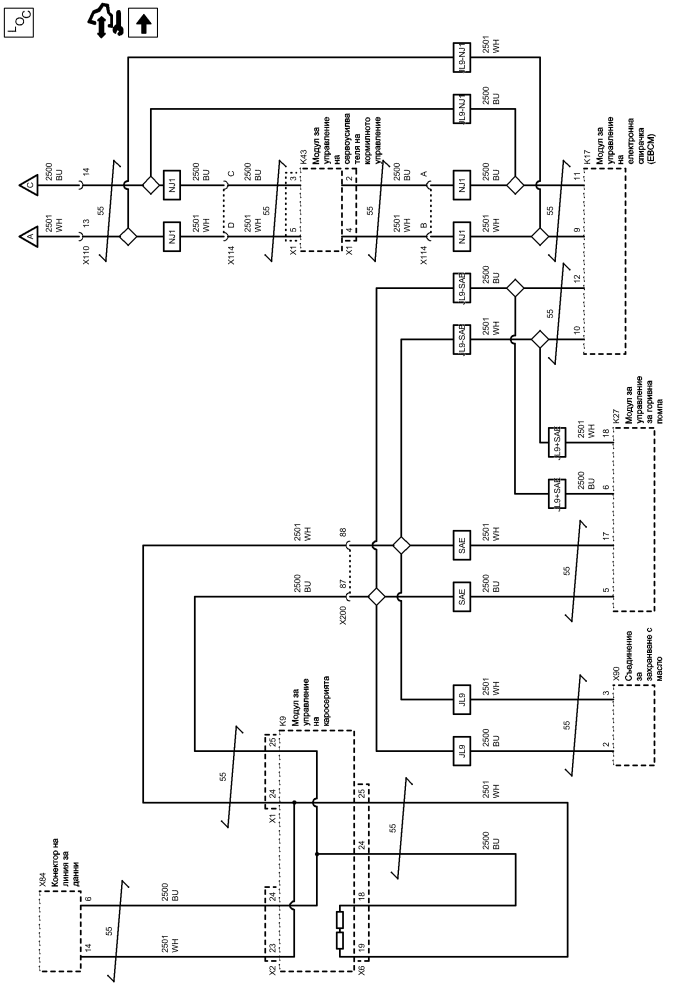 LOC
2501
WH
JL9-NJ1
2500
BU
JL9-NJ1
C
2500
BU
14
NJ1
2500
BU
C
2500
BU
3
K43
Модул за
управление
на
сервоусилва
теля на
кормилното
управление
2
2500
BU
A
NJ1
2500
BU
11
K17
Модул за
управление
на
електронна
спирачка
(EBCM)
A
2501
WH
13
X110
55
NJ1
2501
WH
D
X114
2501
WH
55
5
X1
4
X1
55
2501
WH
B
X114
NJ1
2501
WH
55
9
JL9-SAE
2500
BU
12
JL9-SAE
2501
WH
55
10
JL9+SAE
2501
WH
18
K27
Модул за
управление
за горивна
помпа
JL9+SAE
2500
BU
6
2501
WH
88
SAE
2501
WH
55
17
2500
BU
87
X200
SAE
2500
BU
5
JL9
2501
WH
55
3
X90
Съединение
за
захранване с
масло
JL9
2500
BU
2
K9
Модул за
управление
на
каросерията
55
25
24
X1
25
24
55
2501
WH
2500
BU
X84
Конектор на
линия за
данни
6
2500
BU
24
18
14
55
2501
WH
23
X2
19
X6